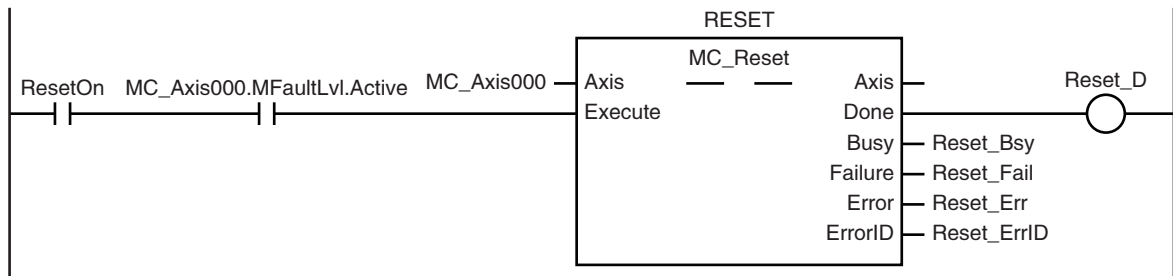 RESET
MC_Reset
ResetOn MC_Axis000.MFaultLvl.Active MC_Axis000 Axis Axis Reset_D
Execute Done
Busy Reset_Bsy
Failure Reset_Fail
Error Reset_Err
ErrorID Reset_ErrID